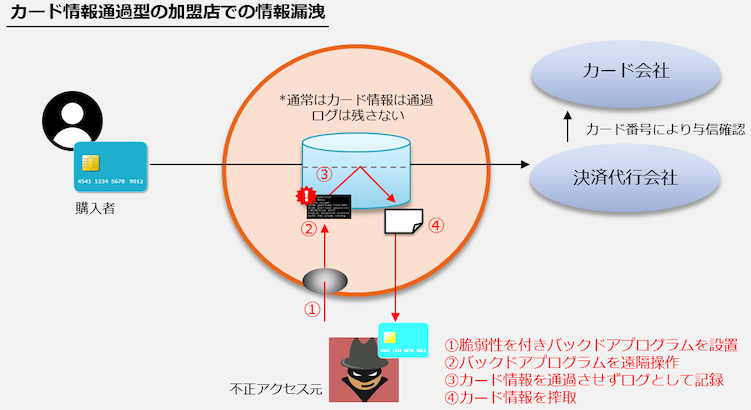 カード情報通過型の加盟店での情報漏洩
カード会社
*通常はカード情報は通過
ログは残さない
カード番号により与信確認
4541 1234 5678 9012
決済代行会社
購入者
③
②
④
①
不正アクセス元
①脆弱性を付きバックドアプログラムを設置
②バックドアプログラムを遠隔操作
③カード情報を通過させずログとして記録
④カード情報を搾取